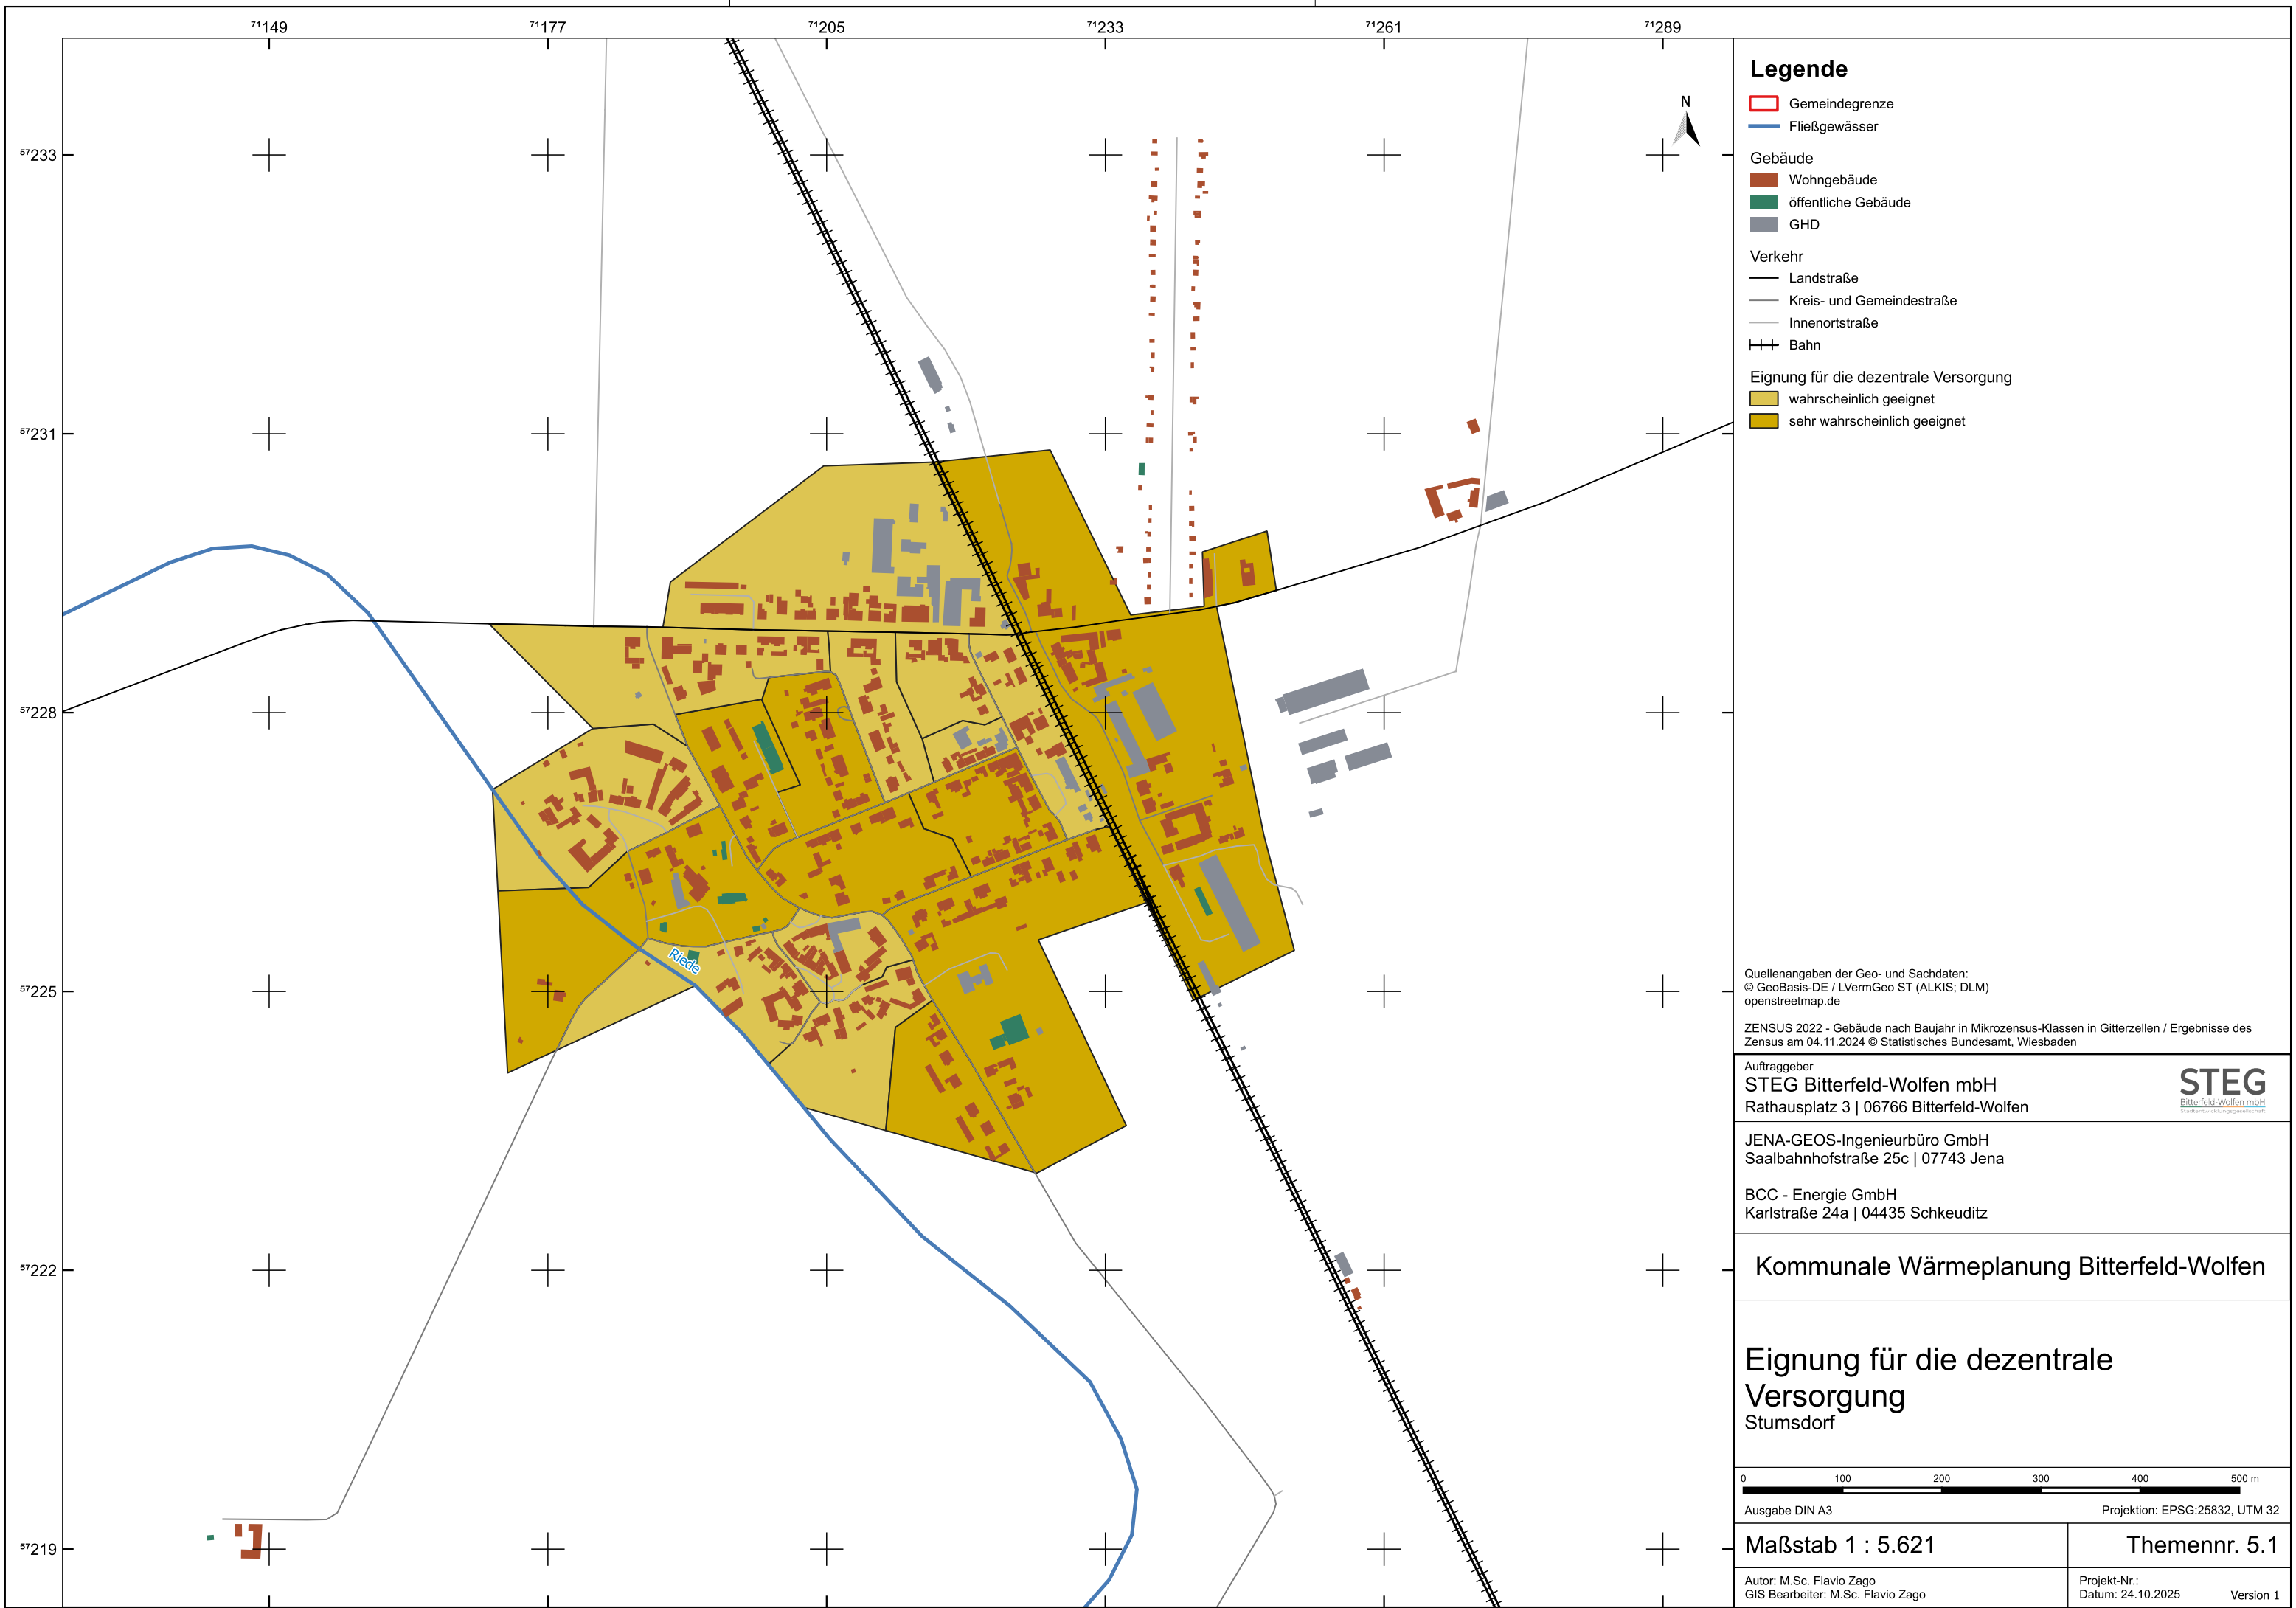 71149 71177 71205 71233 71261 71289
57233
57231
57228
57225
57222
57219
N
Riede
Legende
Gemeindegrenze
Fließgewässer
Gebäude
Wohngebäude
öffentliche Gebäude
GHD
Verkehr
Landstraße
Kreis- und Gemeindestraße
Innenortstraße
Bahn
Eignung für die dezentrale Versorgung
wahrscheinlich geeignet
sehr wahrscheinlich geeignet
Quellenangaben der Geo- und Sachdaten:
© GeoBasis-DE / LVermGeo ST (ALKIS; DLM)
openstreetmap.de
ZENSUS 2022 - Gebäude nach Baujahr in Mikrozensus-Klassen in Gitterzellen / Ergebnisse des
Zensus am 04.11.2024 © Statistisches Bundesamt, Wiesbaden
Auftraggeber
STEG Bitterfeld-Wolfen mbH
Rathausplatz 3 | 06766 Bitterfeld-Wolfen
STEG
Bitterfeld-Wolfen mbH
Stadtentwicklungsgesellschaft
JENA-GEOS-Ingenieurbüro GmbH
Saalbahnhofstraße 25c | 07743 Jena
BCC - Energie GmbH
Karlstraße 24a | 04435 Schkeuditz
Kommunale Wärmeplanung Bitterfeld-Wolfen
Eignung für die dezentrale
Versorgung
Stumsdorf
0 100 200 300 400 500 m
Ausgabe DIN A3 Projektion: EPSG:25832, UTM 32
Maßstab 1 : 5.621 Themennr. 5.1
Autor: M.Sc. Flavio Zago Projekt-Nr.:
GIS Bearbeiter: M.Sc. Flavio Zago Datum: 24.10.2025 Version 1